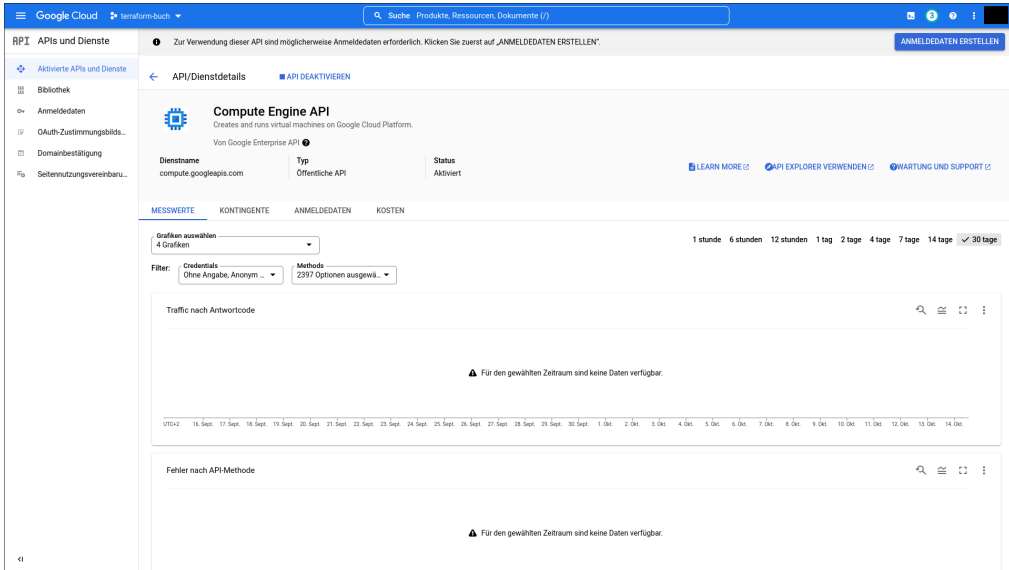 Google Cloud
terraform-buch
Suche Produkte, Ressourcen, Dokumente (/)
3
API APIs und Dienste
Zur Verwendung dieser API sind möglicherweise Anmeldedaten erforderlich. Klicken Sie zuerst auf „ANMELDEDATEN ERSTELLEN".
ANMELDEDATEN ERSTELLEN
Aktivierte APIs und Dienste
Bibliothek
Anmeldedaten
OAuth-Zustimmungsbilds...
Domainbestätigung
Seitennutzungsvereinbaru...
API/Dienstdetails
API DEAKTIVIEREN
Compute Engine API
Creates and runs virtual machines on Google Cloud Platform.
Von Google Enterprise API
Dienstname
compute.googleapis.com
Typ
Öffentliche API
Status
Aktiviert
LEARN MORE
API EXPLORER VERWENDEN
WARTUNG UND SUPPORT
MESSWERTE KONTINGENTE ANMELDEDATEN KOSTEN
Grafiken auswählen
4 Grafiken
1 stunde 6 stunden 12 stunden 1 tag 2 tage 4 tage 7 tage 14 tage 30 tage
Filter:
Credentials
Ohne Angabe, Anonym ...
Methods
2397 Optionen ausgewä...
Traffic nach Antwortcode
Für den gewählten Zeitraum sind keine Daten verfügbar.
UTC+2 16. Sept. 17. Sept. 18. Sept. 19. Sept. 20. Sept. 21. Sept. 22. Sept. 23. Sept. 24. Sept. 25. Sept. 26. Sept. 27. Sept. 28. Sept. 29. Sept. 30. Sept. 1. Okt. 2. Okt. 3. Okt. 4. Okt. 5. Okt. 6. Okt. 7. Okt. 8. Okt. 9. Okt. 10. Okt. 11. Okt. 12. Okt. 13. Okt. 14. Okt.
Fehler nach API-Methode
Für den gewählten Zeitraum sind keine Daten verfügbar.